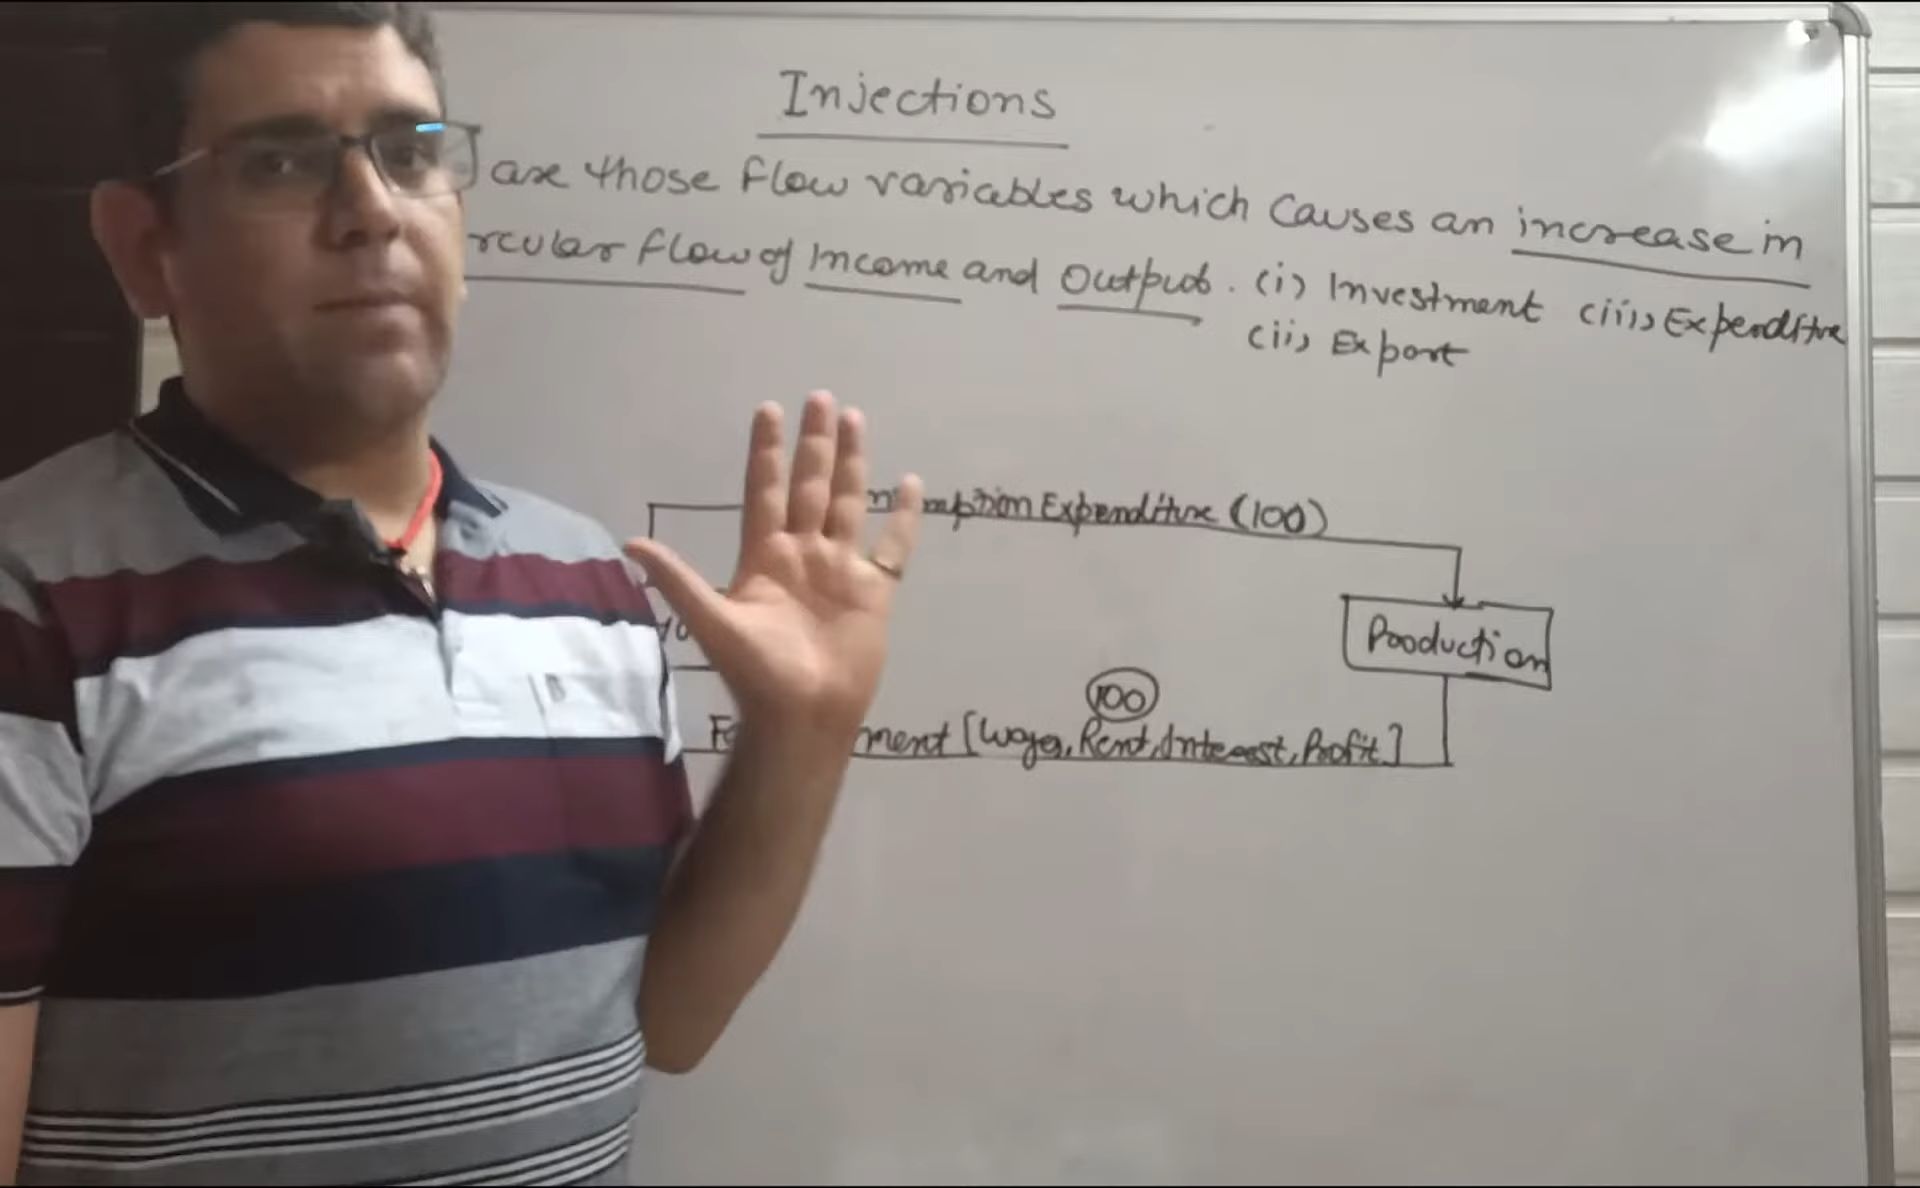 Injections
are those flow variables which causes an increase in
rcular flow of Income and Output. (i) Investment (iii) Expenditure
(ii) Export
mption Expenditure (100)
Production
100
ment [Wages, Rent, Interest, Profit]